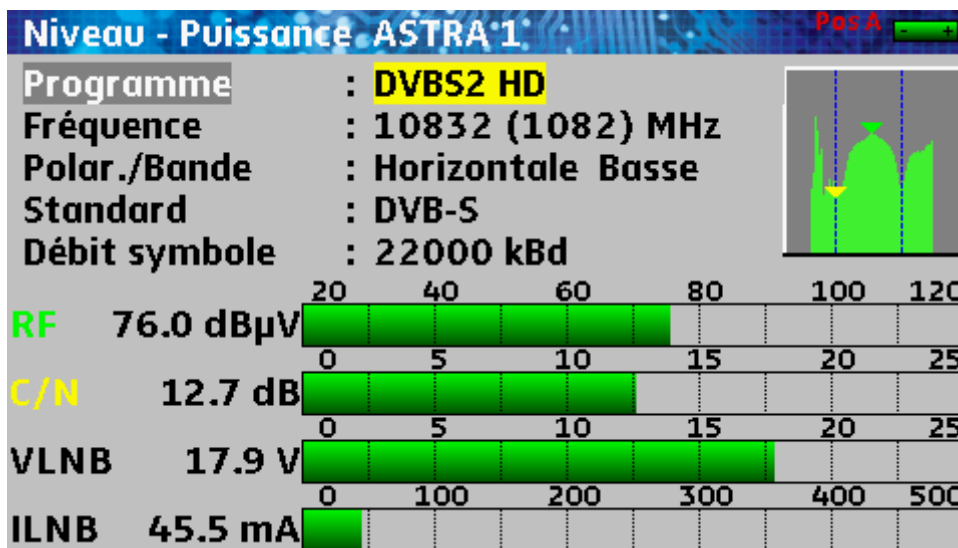 Niveau - Puissance ASTRA 1 Pos A - +
Programme : DVBS2 HD
Fréquence : 10832 (1082) MHz
Polar./Bande : Horizontale Basse
Standard : DVB-S
Débit symbole : 22000 kBd
20 40 60 80 100 120
RF 76.0 dBµV
0 5 10 15 20 25
C/N 12.7 dB
0 5 10 15 20 25
VLNB 17.9 V
0 100 200 300 400 500
ILNB 45.5 mA